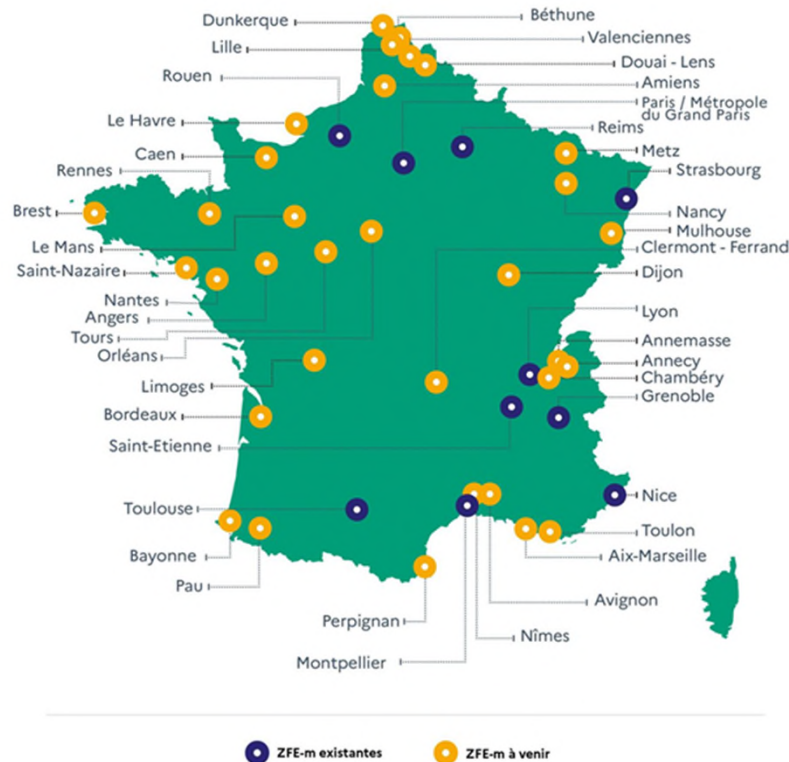 Dunkerque
Béthune
Lille
Valenciennes
Douai - Lens
Rouen
Amiens
Paris / Métropole
du Grand Paris
Le Havre
Reims
Caen
Metz
Rennes
Strasbourg
Brest
Nancy
Mulhouse
Le Mans
Clermont - Ferrand
Saint-Nazaire
Dijon
Nantes
Angers
Lyon
Tours
Annemasse
Orléans
Annecy
Chambéry
Limoges
Grenoble
Bordeaux
Saint-Etienne
Nice
Toulouse
Toulon
Bayonne
Aix-Marseille
Pau
Avignon
Perpignan
Nîmes
Montpellier
ZFE-m existantes
ZFE-m à venir